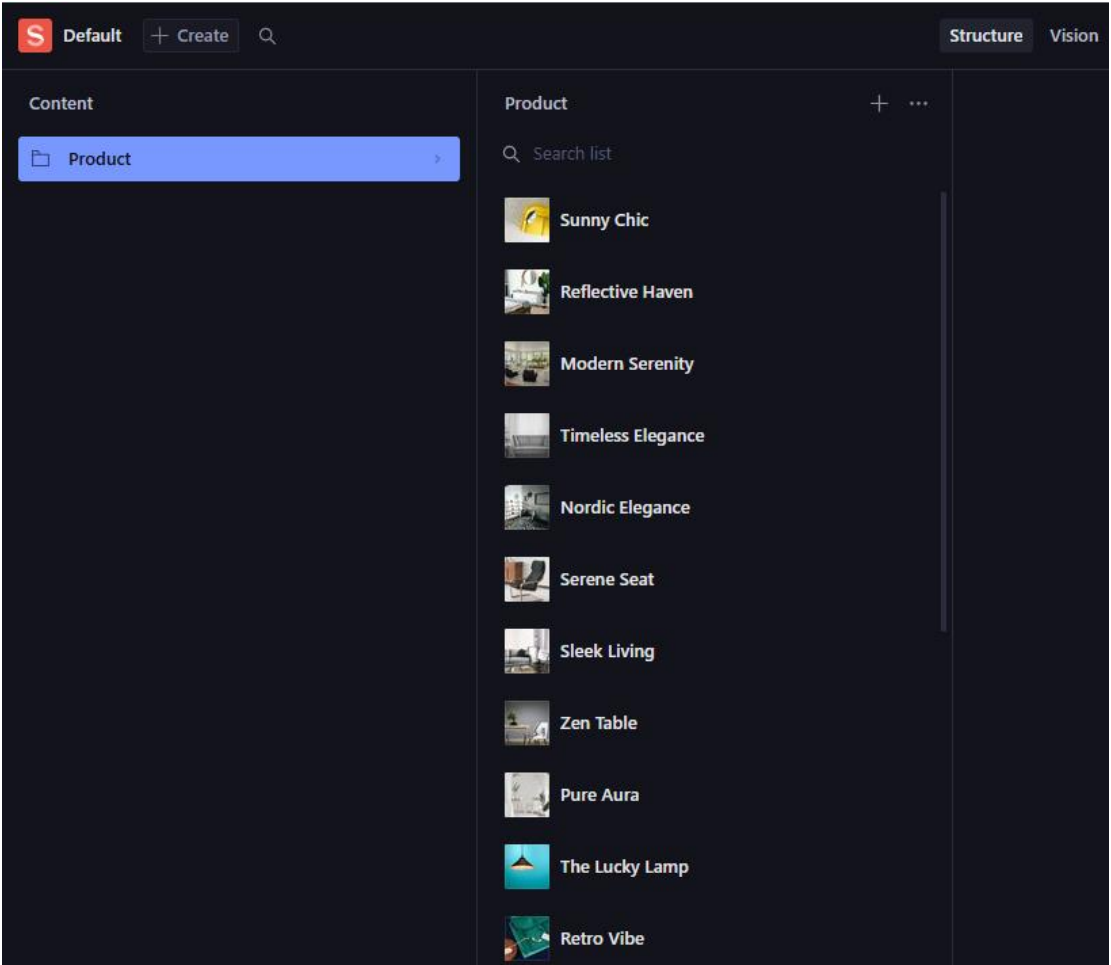 S Default + Create Structure Vision
Content
Product
Product
Search list
Sunny Chic
Reflective Haven
Modern Serenity
Timeless Elegance
Nordic Elegance
Serene Seat
Sleek Living
Zen Table
Pure Aura
The Lucky Lamp
Retro Vibe